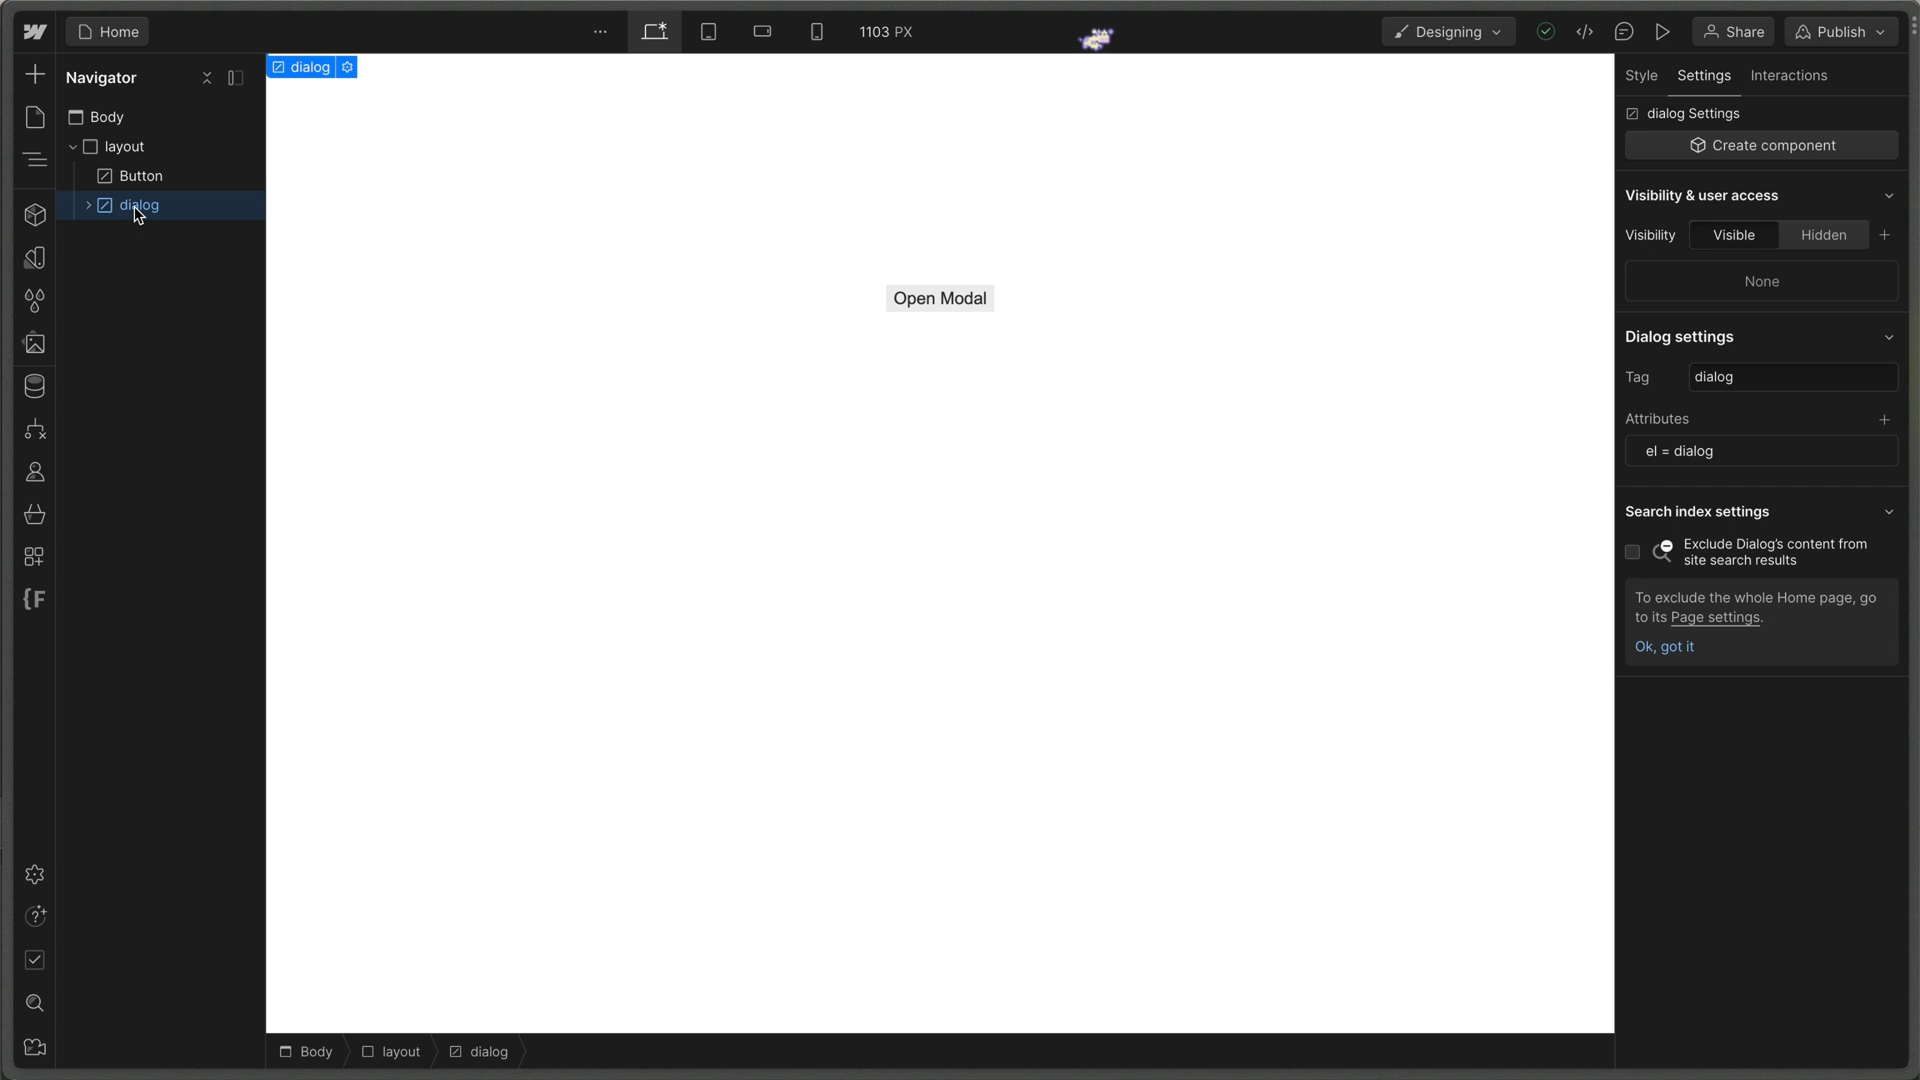 Home
1103 PX
Designing
Share
Publish
Navigator
Body
layout
Button
dialog
dialog
Open Modal
Style Settings Interactions
dialog Settings
Create component
Visibility & user access
Visibility Visible Hidden
None
Dialog settings
Tag dialog
Attributes
el = dialog
Search index settings
Exclude Dialog's content from
site search results
To exclude the whole Home page, go
to its Page settings.
Ok, got it
Body layout dialog